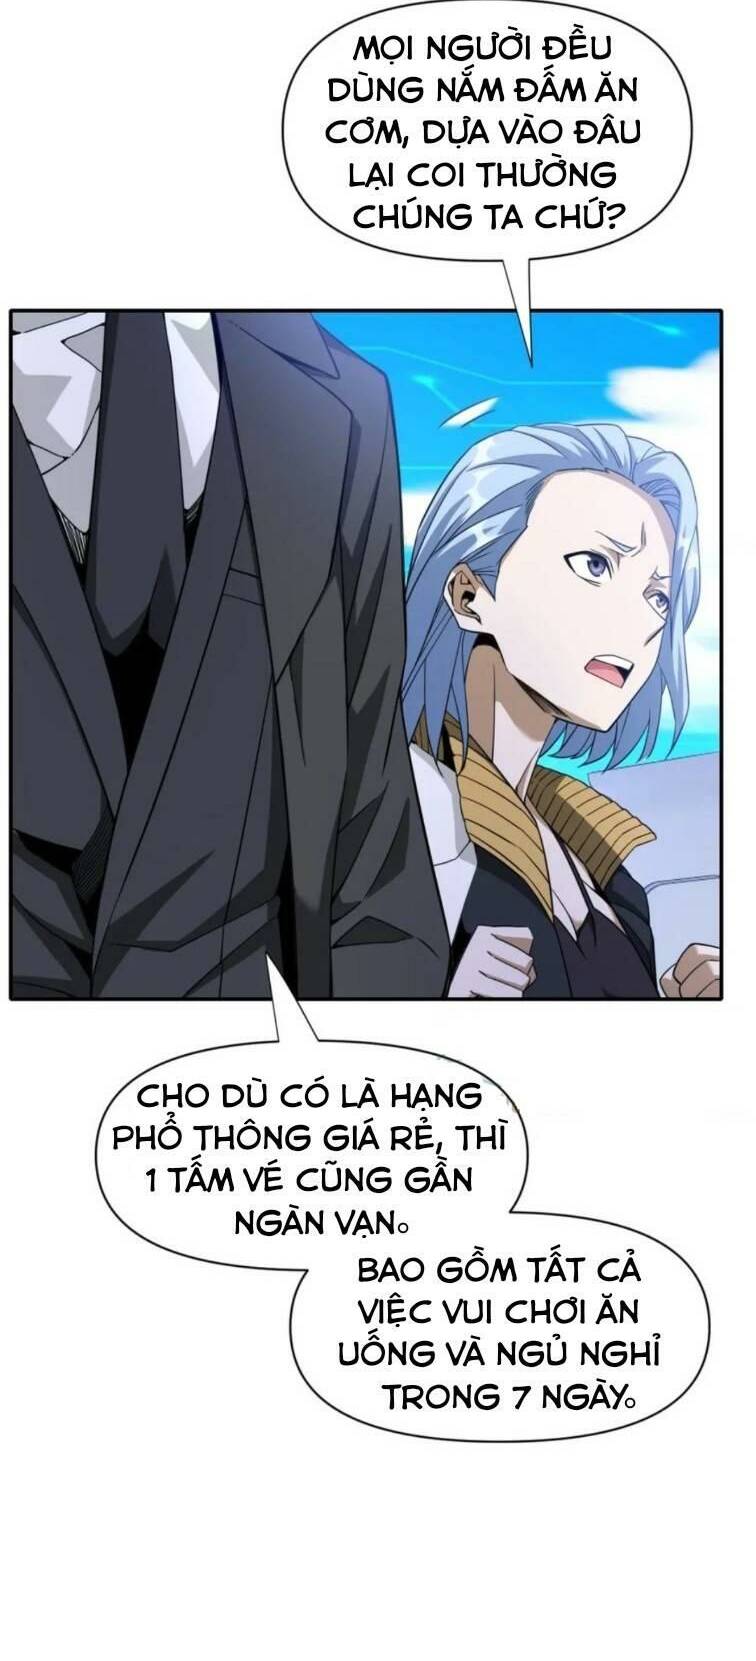 MỌI NGƯỜI ĐỀU
DÙNG NẮM ĐẤM ĂN
CƠM, DỰA VÀO ĐÂU
LẠI COI THƯỜNG
CHÚNG TA CHỨ?
CHO DÙ CÓ LÀ HẠNG
PHỔ THÔNG GIÁ RẺ, THÌ
1 TẤM VÉ CŨNG GẦN
NGÀN VẠN.
BAO GỒM TẤT CẢ
VIỆC VUI CHƠI ĂN
UỐNG VÀ NGỦ NGHỈ
TRONG 7 NGÀY.